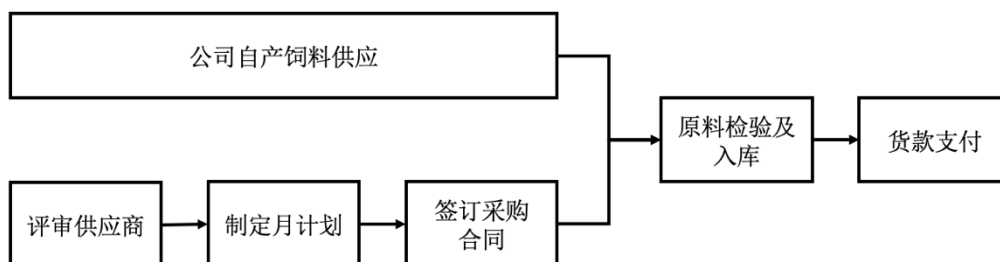 公司自产饲料供应
原料检验及
入库
货款支付
评审供应商
制定月计划
签订采购
合同